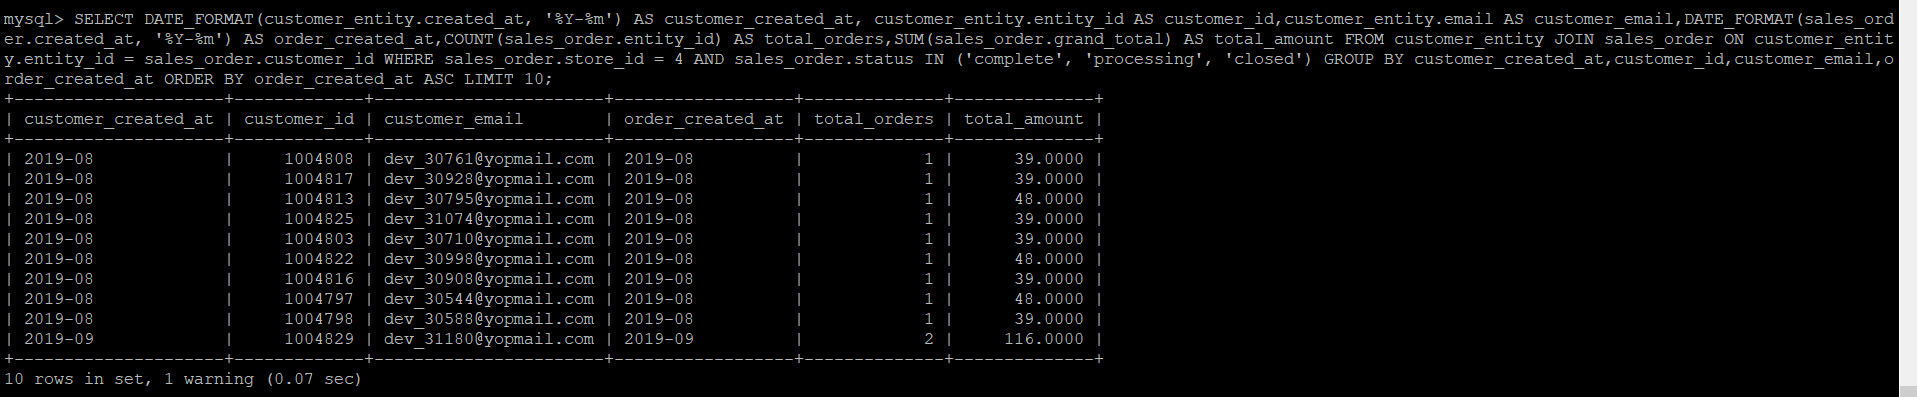 mysql> SELECT DATE_FORMAT(customer_entity.created_at, '%Y-%m') AS customer_created_at, customer_entity.entity_id AS customer_id,customer_entity.email AS customer_email,DATE_FORMAT(sales_ord
er.created_at, '%Y-%m') AS order_created_at,COUNT(sales_order.entity_id) AS total_orders,SUM(sales_order.grand_total) AS total_amount FROM customer_entity JOIN sales_order ON customer_entit
y.entity_id = sales_order.customer_id WHERE sales_order.store_id = 4 AND sales_order.status IN ('complete', 'processing', 'closed') GROUP BY customer_created_at,customer_id,customer_email,o
rder_created_at ORDER BY order_created_at ASC LIMIT 10;
+---------------------+-------------+-----------------------+------------------+--------------+--------------+
| customer_created_at | customer_id | customer_email        | order_created_at | total_orders | total_amount |
+---------------------+-------------+-----------------------+------------------+--------------+--------------+
| 2019-08             |     1004808 | dev_30761@yopmail.com | 2019-08          |            1 |      39.0000 |
| 2019-08             |     1004817 | dev_30928@yopmail.com | 2019-08          |            1 |      39.0000 |
| 2019-08             |     1004813 | dev_30795@yopmail.com | 2019-08          |            1 |      48.0000 |
| 2019-08             |     1004825 | dev_31074@yopmail.com | 2019-08          |            1 |      39.0000 |
| 2019-08             |     1004803 | dev_30710@yopmail.com | 2019-08          |            1 |      39.0000 |
| 2019-08             |     1004822 | dev_30998@yopmail.com | 2019-08          |            1 |      48.0000 |
| 2019-08             |     1004816 | dev_30908@yopmail.com | 2019-08          |            1 |      39.0000 |
| 2019-08             |     1004797 | dev_30544@yopmail.com | 2019-08          |            1 |      48.0000 |
| 2019-08             |     1004798 | dev_30588@yopmail.com | 2019-08          |            1 |      39.0000 |
| 2019-09             |     1004829 | dev_31180@yopmail.com | 2019-09          |            2 |     116.0000 |
+---------------------+-------------+-----------------------+------------------+--------------+--------------+
10 rows in set, 1 warning (0.07 sec)